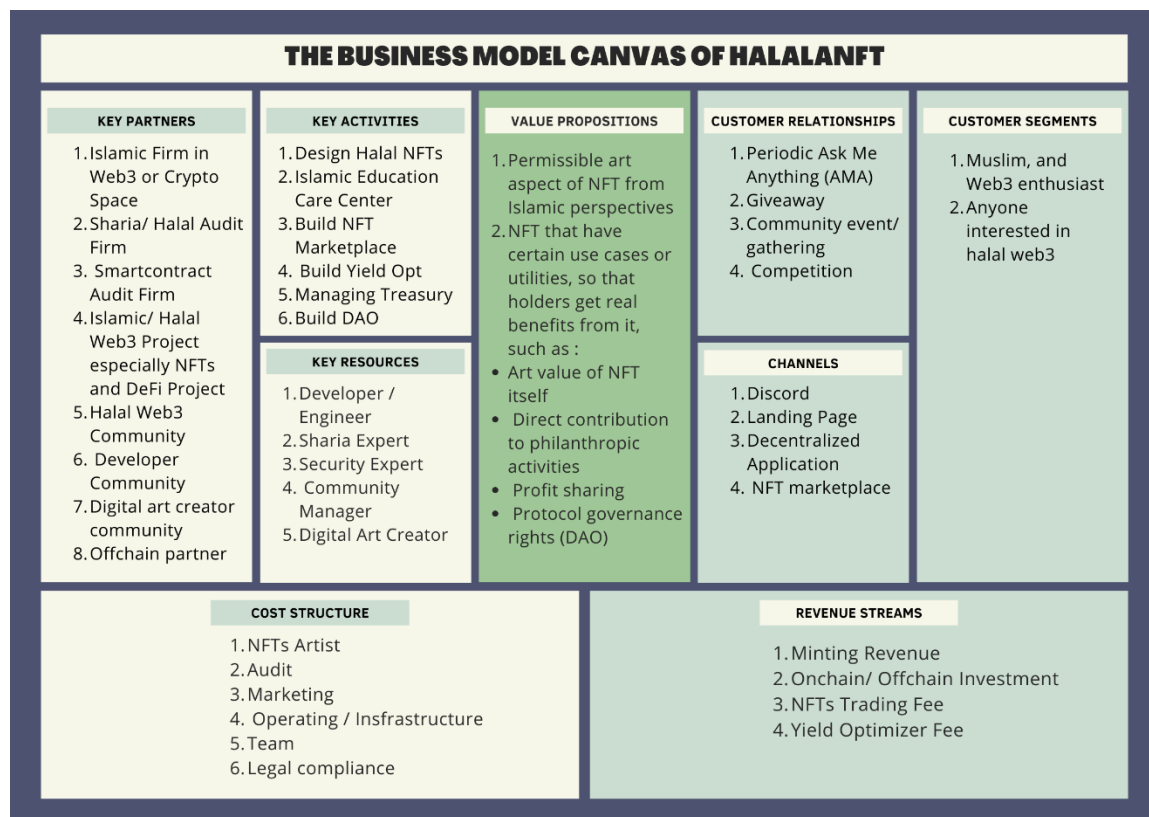 THE BUSINESS MODEL CANVAS OF HALALANFT
KEY PARTNERS
1. Islamic Firm in
Web3 or Crypto
Space
2. Sharia/ Halal Audit
Firm
3. Smartcontract
Audit Firm
4. Islamic/ Halal
Web3 Project
especially NFTs
and DeFi Project
5. Halal Web3
Community
6. Developer
Community
7. Digital art creator
community
8. Offchain partner
KEY ACTIVITIES
1. Design Halal NFTs
2. Islamic Education
Care Center
3. Build NFT
Marketplace
4. Build Yield Opt
5. Managing Treasury
6. Build DAO
KEY RESOURCES
1. Developer /
Engineer
2. Sharia Expert
3. Security Expert
4. Community
Manager
5. Digital Art Creator
VALUE PROPOSITIONS
1. Permissible art
aspect of NFT from
Islamic perspectives
2. NFT that have
certain use cases or
utilities, so that
holders get real
benefits from it,
such as :
• Art value of NFT
itself
• Direct contribution
to philanthropic
activities
• Profit sharing
• Protocol governance
rights (DAO)
CUSTOMER RELATIONSHIPS
1. Periodic Ask Me
Anything (AMA)
2. Giveaway
3. Community event/
gathering
4. Competition
CHANNELS
1. Discord
2. Landing Page
3. Decentralized
Application
4. NFT marketplace
CUSTOMER SEGMENTS
1. Muslim, and
Web3 enthusiast
2. Anyone
interested in
halal web3
COST STRUCTURE
1. NFTs Artist
2. Audit
3. Marketing
4. Operating / Insfrastructure
5. Team
6. Legal compliance
REVENUE STREAMS
1. Minting Revenue
2. Onchain/ Offchain Investment
3. NFTs Trading Fee
4. Yield Optimizer Fee